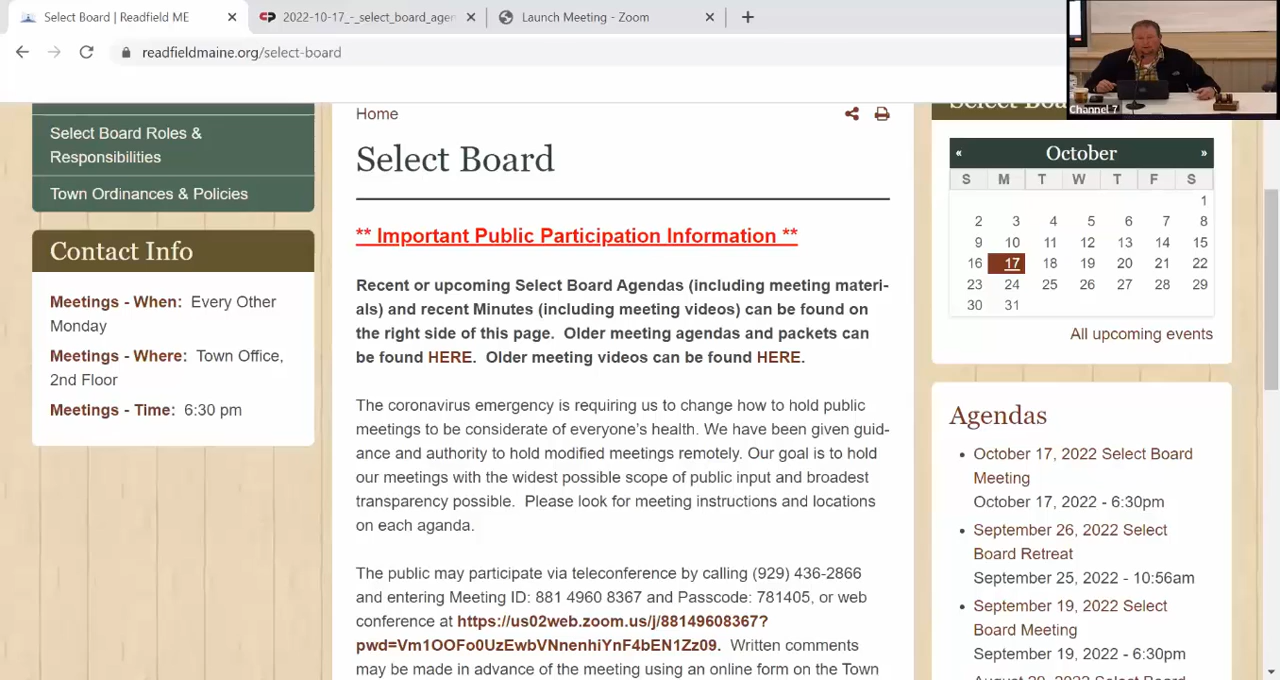 Select Board | Readfield ME
2022-10-17_-_select_board_agen
Launch Meeting - Zoom
readfieldmaine.org/select-board
Channel 7
Select Board Roles &
Responsibilities
Town Ordinances & Policies
Contact Info
Meetings - When: Every Other
Monday
Meetings - Where: Town Office,
2nd Floor
Meetings - Time: 6:30 pm
Home
Select Board
** Important Public Participation Information **
Recent or upcoming Select Board Agendas (including meeting materi-
als) and recent Minutes (including meeting videos) can be found on
the right side of this page. Older meeting agendas and packets can
be found HERE. Older meeting videos can be found HERE.
The coronavirus emergency is requiring us to change how to hold public
meetings to be considerate of everyone's health. We have been given guid-
ance and authority to hold modified meetings remotely. Our goal is to hold
our meetings with the widest possible scope of public input and broadest
transparency possible. Please look for meeting instructions and locations
on each agenda.
The public may participate via teleconference by calling (929) 436-2866
and entering Meeting ID: 881 4960 8367 and Passcode: 781405, or web
conference at https://us02web.zoom.us/j/88149608367?
pwd=Vm1OOFo0UzEwbVNnenhiYnF4bEN1Zz09. Written comments
may be made in advance of the meeting using an online form on the Town
Select Boa
« October »
S M T W T F S
1
2 3 4 5 6 7 8
9 10 11 12 13 14 15
16 17 18 19 20 21 22
23 24 25 26 27 28 29
30 31
All upcoming events
Agendas
October 17, 2022 Select Board
Meeting
October 17, 2022 - 6:30pm
September 26, 2022 Select
Board Retreat
September 25, 2022 - 10:56am
September 19, 2022 Select
Board Meeting
September 19, 2022 - 6:30pm
August 29, 2022 Select Board